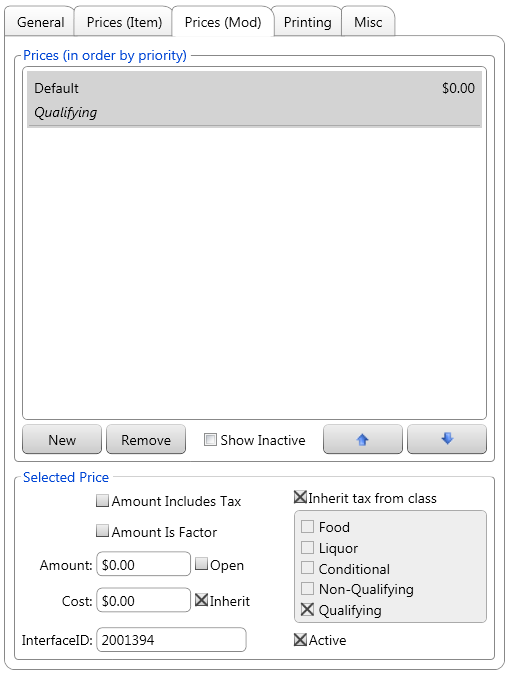 General Prices (Item) Prices (Mod) Printing Misc
Prices (in order by priority)
Default $0.00
Qualifying
New Remove Show Inactive
Selected Price
Amount Includes Tax
Amount Is Factor
Amount: $0.00 Open
Cost: $0.00 Inherit
InterfaceID: 2001394
Inherit tax from class
Food
Liquor
Conditional
Non-Qualifying
Qualifying
Active